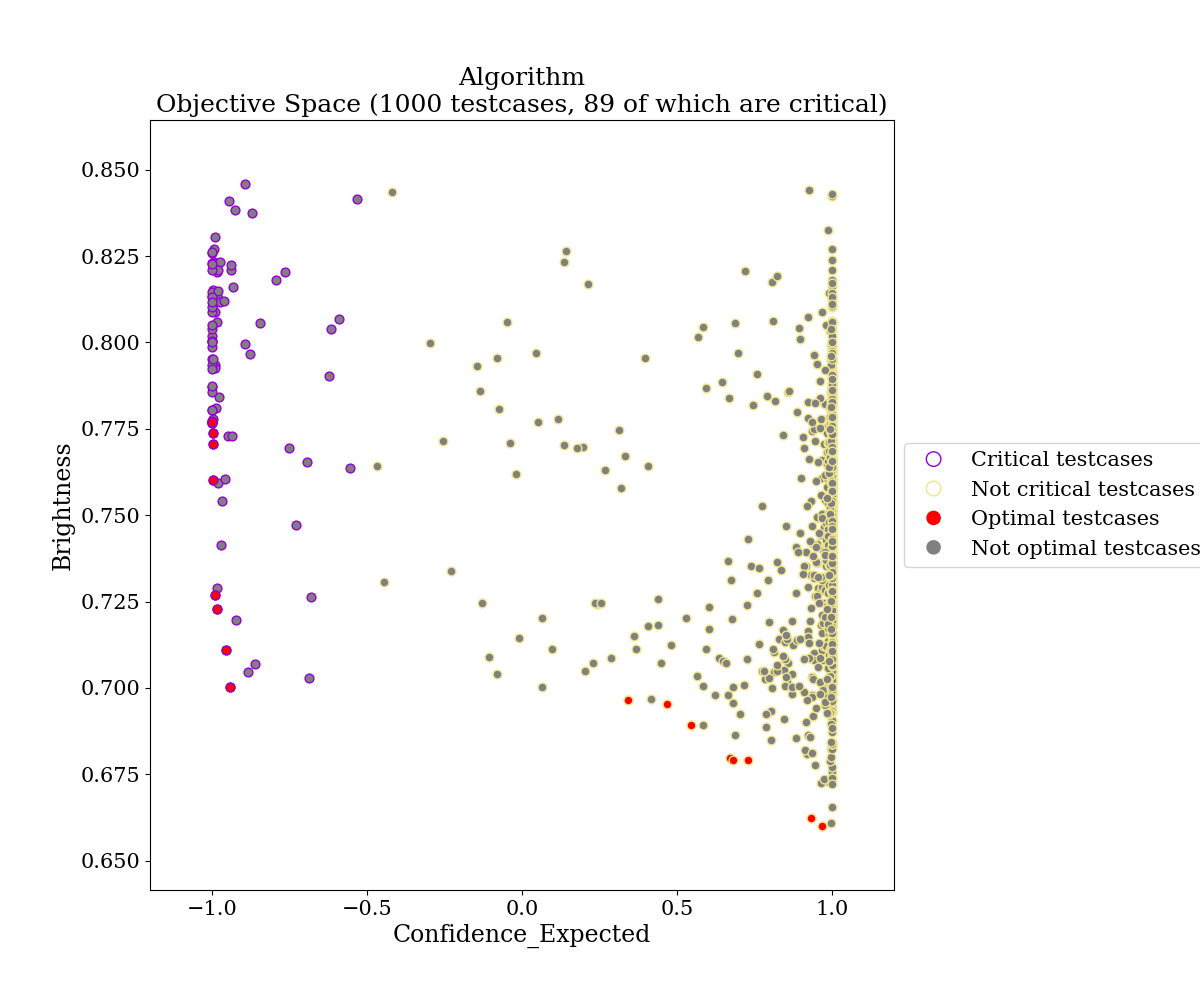 Algorithm
Objective Space (1000 testcases, 89 of which are critical)
0.850
0.825
0.800
0.775
0.750
0.725
0.700
0.675
0.650
Brightness
−1.0
−0.5
0.0
0.5
1.0
Confidence_Expected
Critical testcases
Not critical testcases
Optimal testcases
Not optimal testcases